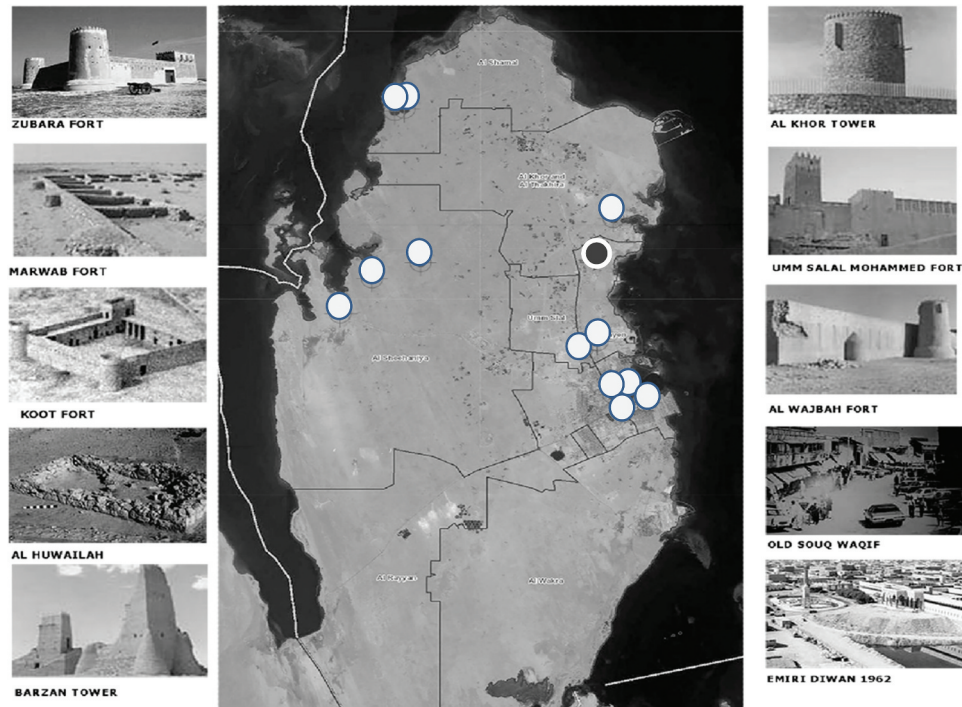 ZUBARA FORT
MARWAB FORT
KOOT FORT
AL HUWAILAH
BARZAN TOWER
Al Shamal
Al Khor and
Al Thakhira
Umm Slal
Al Sheehaniya
Al Rayyan
Al Wakra
AL KHOR TOWER
UMM SALAL MOHAMMED FORT
AL WAJBAH FORT
OLD SOUQ WAQIF
EMIRI DIWAN 1962